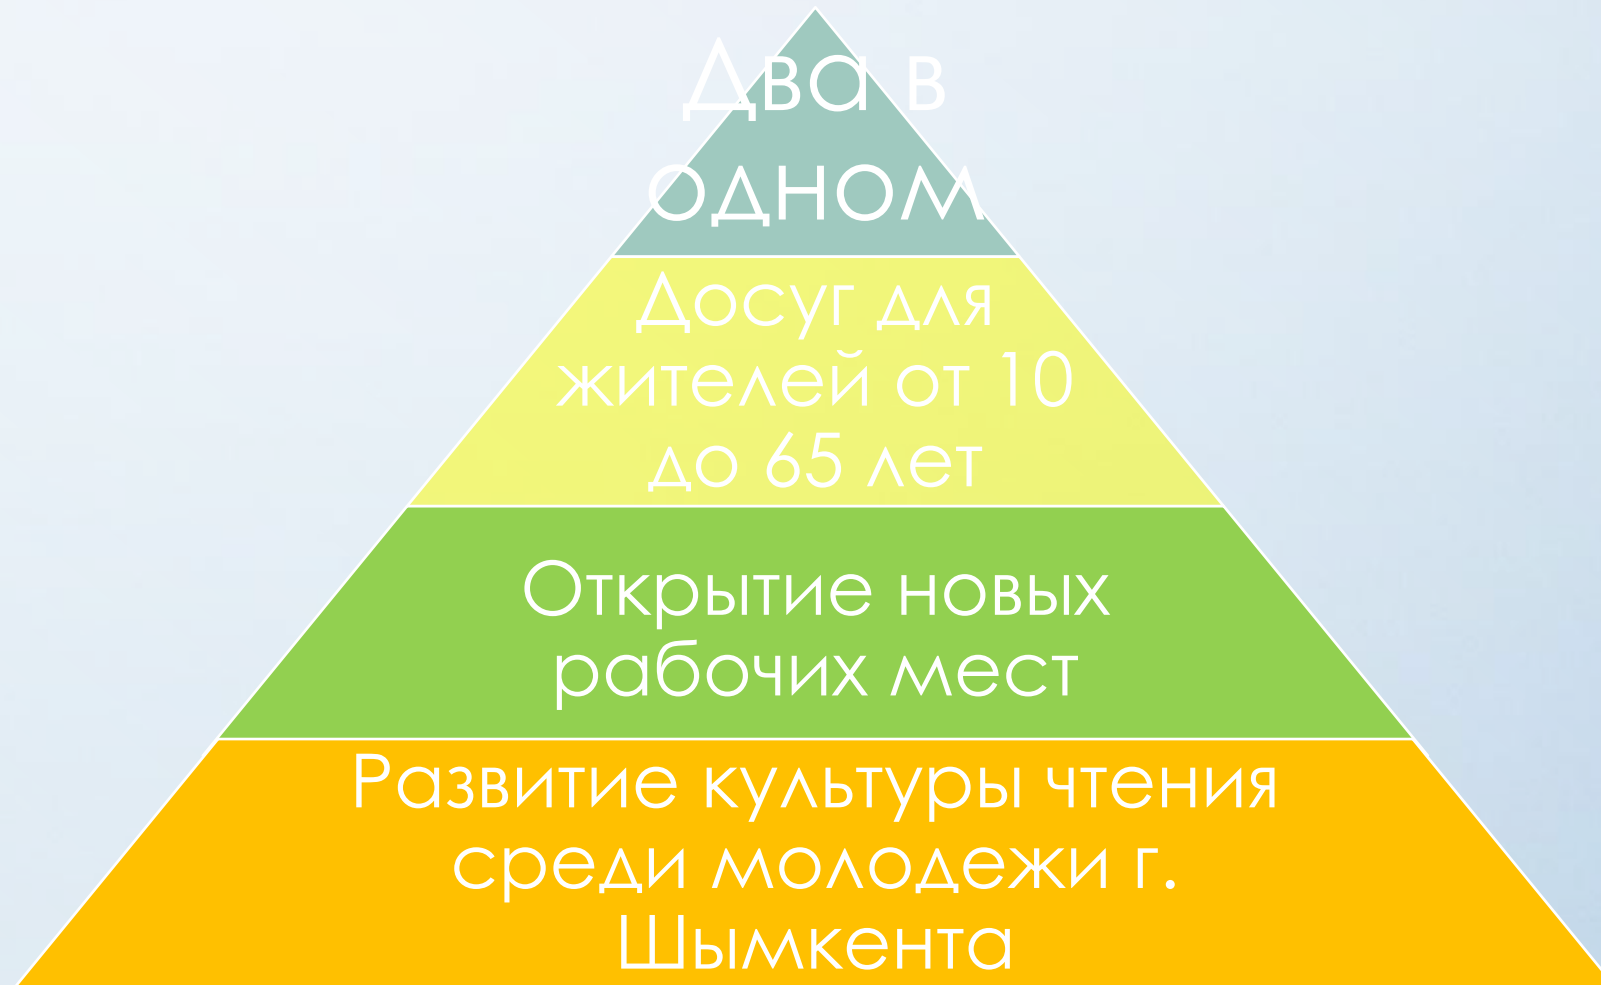 Два в
одном
Досуг для
жителей от 10
до 65 лет
Открытие новых
рабочих мест
Развитие культуры чтения
среди молодежи г.
Шымкента